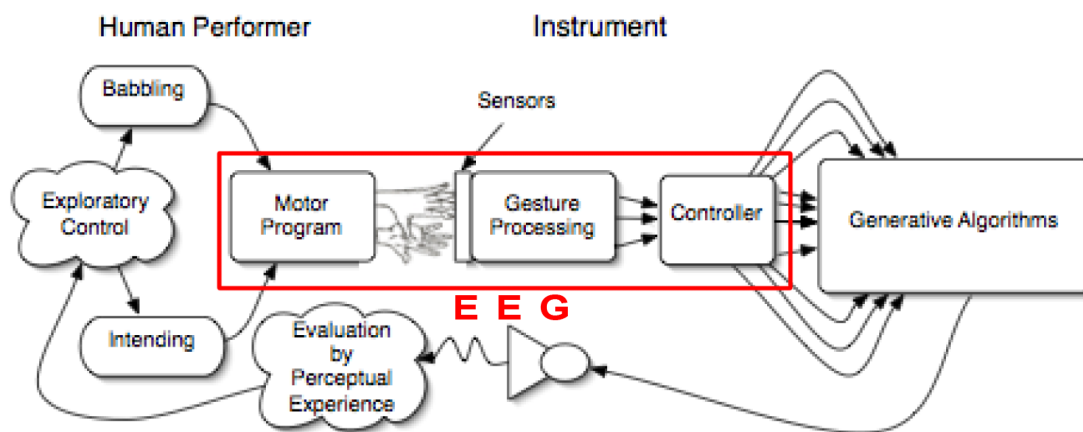 Human Performer
Instrument
Babbling
Sensors
Exploratory
Control
Motor
Program
Gesture
Processing
Controller
Generative Algorithms
E E G
Intending
Evaluation
by
Perceptual
Experience